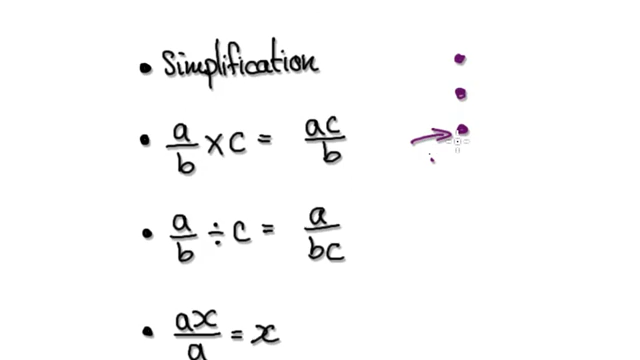 • Simplification
• a/b × c = ac/b
• a/b ÷ c = a/bc
• ax/a = x